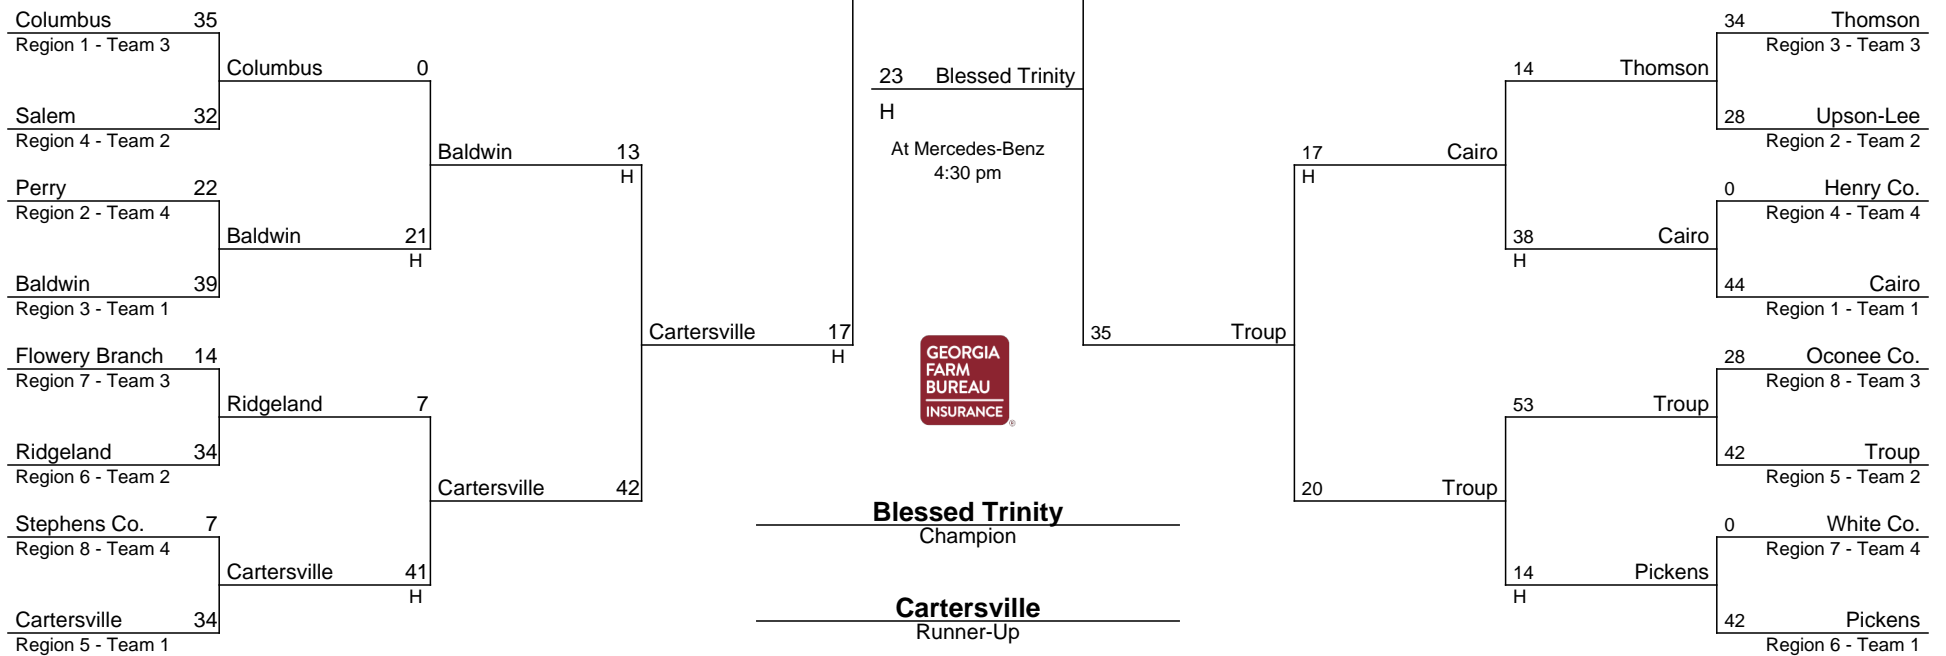 Columbus 35
Region 1 - Team 3
Columbus 0
Salem 32
Region 4 - Team 2
Baldwin 13
H
Perry 22
Region 2 - Team 4
Baldwin 21
H
Baldwin 39
Region 3 - Team 1
Cartersville 17
H
Flowery Branch 14
Region 7 - Team 3
Ridgeland 7
Ridgeland 34
Region 6 - Team 2
Cartersville 42
Stephens Co. 7
Region 8 - Team 4
Cartersville 41
H
Cartersville 34
Region 5 - Team 1
23 Blessed Trinity
H
At Mercedes-Benz
4:30 pm
GEORGIA
FARM
BUREAU
INSURANCE
®
Blessed Trinity
Champion
Cartersville
Runner-Up
34 Thomson
Region 3 - Team 3
14 Thomson
28 Upson-Lee
Region 2 - Team 2
17 Cairo
H
0 Henry Co.
Region 4 - Team 4
38 Cairo
H
44 Cairo
Region 1 - Team 1
35 Troup
28 Oconee Co.
Region 8 - Team 3
53 Troup
42 Troup
Region 5 - Team 2
20 Troup
0 White Co.
Region 7 - Team 4
14 Pickens
H
42 Pickens
Region 6 - Team 1